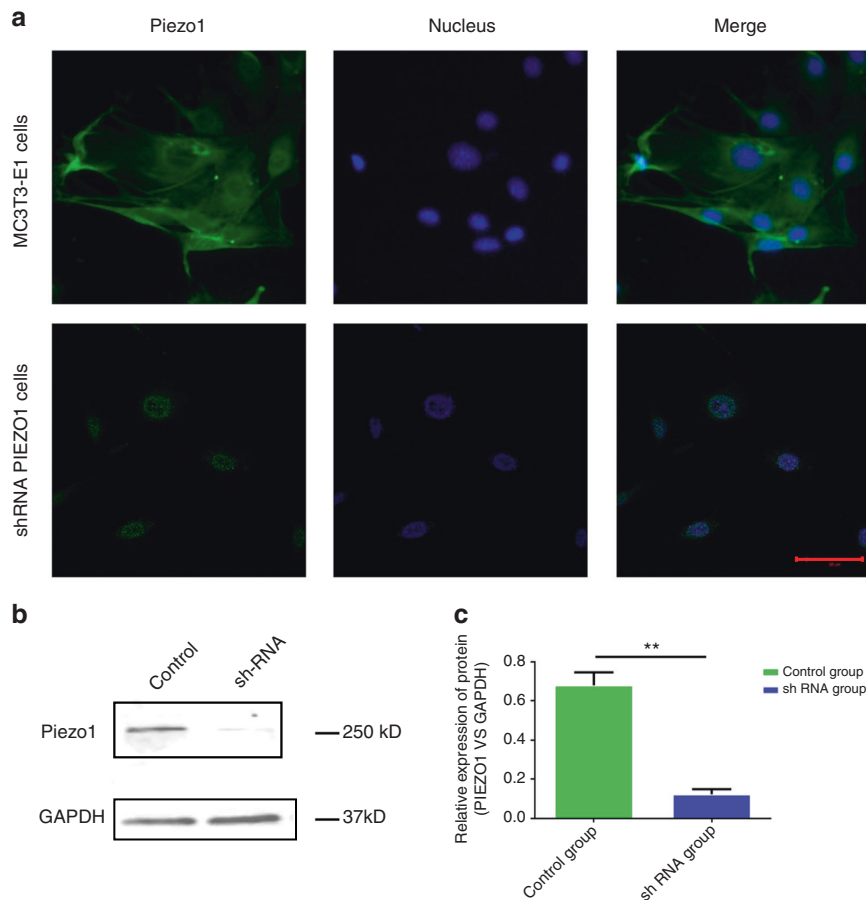 a
Piezo1
Nucleus
Merge
MC3T3-E1 cells
shRNA PIEZO1 cells
b
Control
sh-RNA
Piezo1
250 kD
GAPDH
37kD
c
Relative expression of protein
(PIEZO1 VS GAPDH)
0.8
0.6
0.4
0.2
0.0
**
Control group
sh RNA group
Control group
sh RNA group